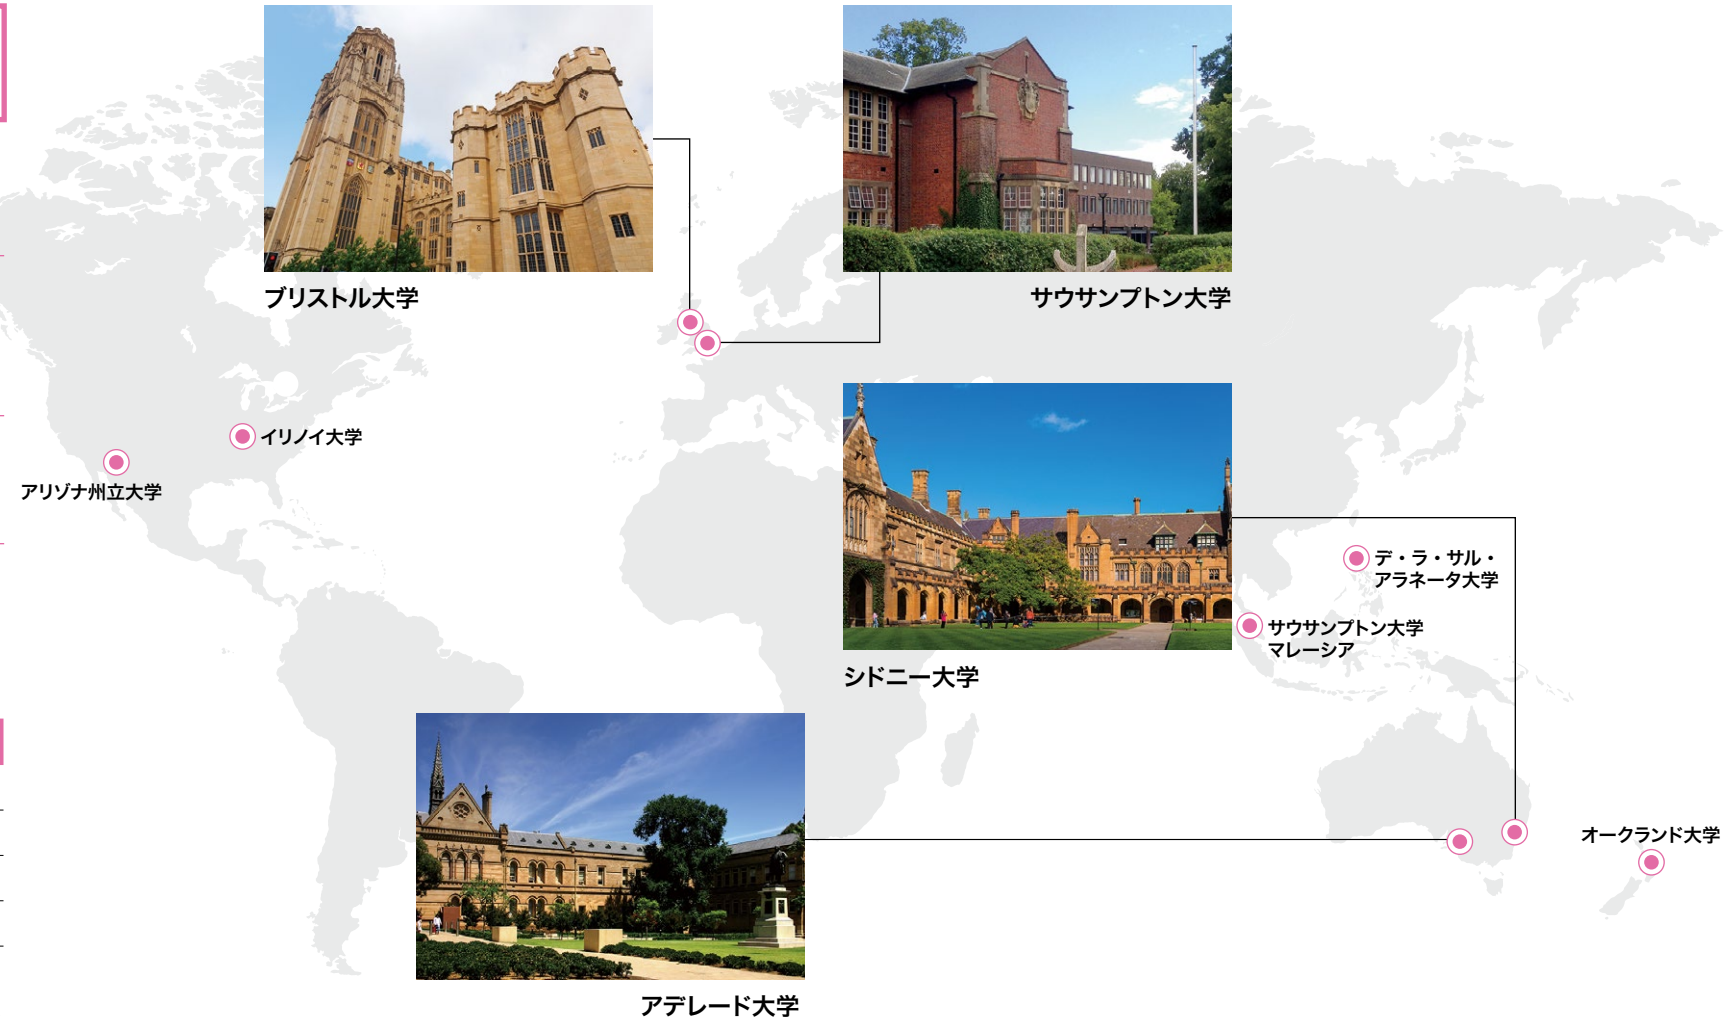 ブリストル大学
サウサンプトン大学
イリノイ大学
アリゾナ州立大学
デ・ラ・サル・
アラネータ大学
サウサンプトン大学
マレーシア
シドニー大学
オークランド大学
アデレード大学